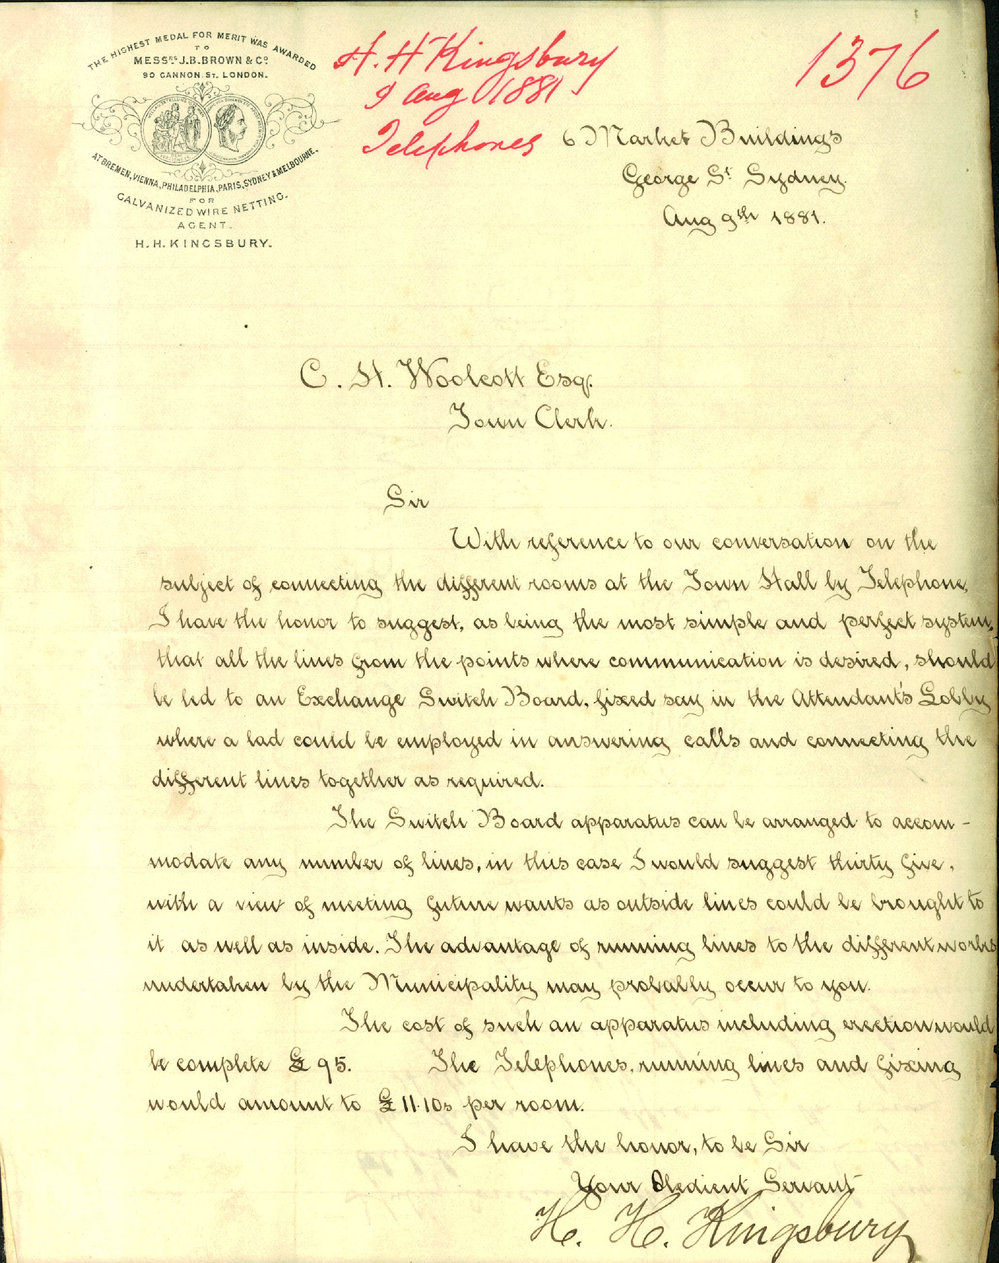 THE HIGHEST MEDAL FOR MERIT WAS AWARDED
TO
MESSRS J.B. BROWN & CO
90 CANNON ST. LONDON.
AT BREMEN, VIENNA, PHILADELPHIA, PARIS, SYDNEY & MELBOURNE.
FOR
GALVANIZED WIRE NETTING.
AGENT.
H. H. KINGSBURY.
H. H Kingsbury
9 Aug 1881
Telephones
1376
6 Market Buildings
George St Sydney.
Aug 9th 1881.
C. H. Woolcott Esq.
Town Clerk.
Sir
With reference to our conversation on the
subject of connecting the different rooms at the Town Hall by Telephone,
I have the honor to suggest, as being the most simple and perfect system,
that all the lines from the points where communication is desired, should
be led to an Exchange Switch Board, fixed say in the Attendant's Lobby
where a lad could be employed in answering calls and connecting the
different lines together as required.
The Switch Board apparatus can be arranged to accom-
modate any number of lines, in this case I would suggest thirty five,
with a view of meeting future wants as outside lines could be brought to
it as well as inside. The advantage of running lines to the different works
undertaken by the Municipality may probably occur to you.
The cost of such an apparatus including erection would
be complete £95. The Telephones, running lines and fixing
would amount to £11.10s per room.
I have the honor, to be Sir
Your Obedient Servant
H. H. Kingsbury